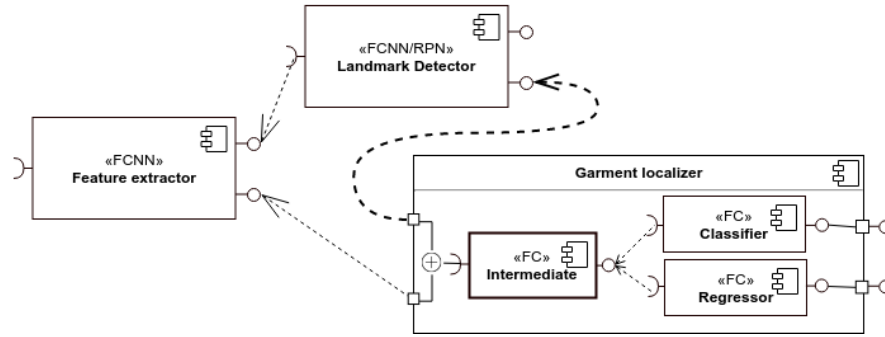 «FCNN/RPN»
Landmark Detector
«FCNN»
Feature extractor
Garment localizer
«FC»
Classifier
«FC»
Intermediate
«FC»
Regressor